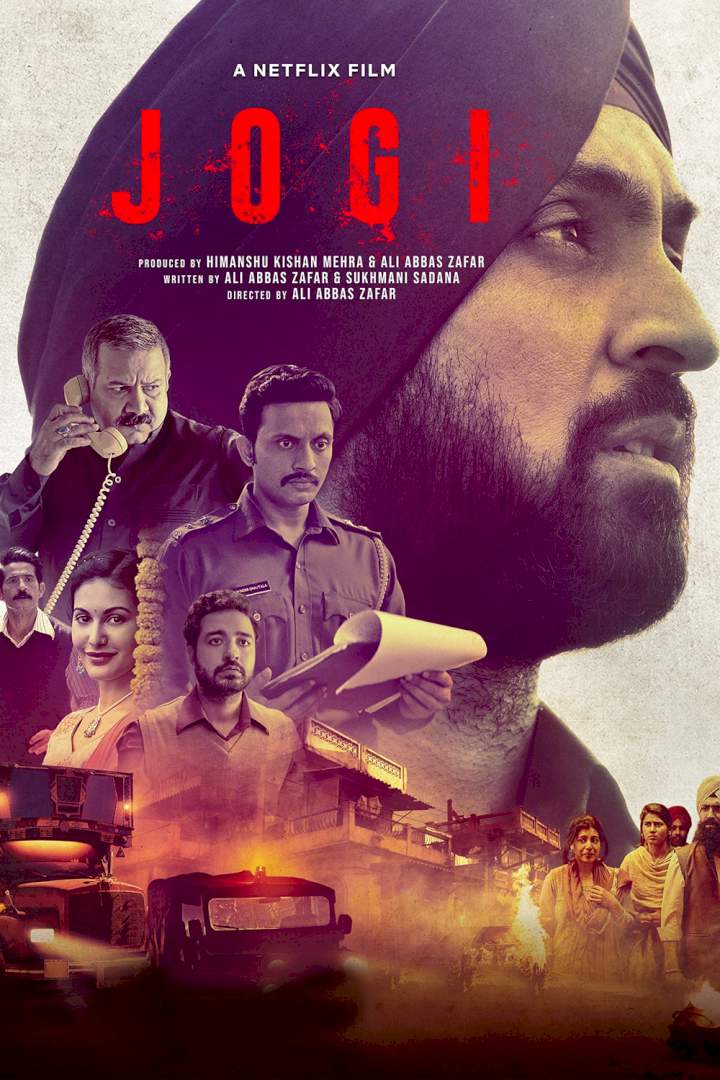 A NETFLIX FILM
JOGI
PRODUCED BY HIMANSHU KISHAN MEHRA & ALI ABBAS ZAFAR
WRITTEN BY ALI ABBAS ZAFAR & SUKHMANI SADANA
DIRECTED BY ALI ABBAS ZAFAR